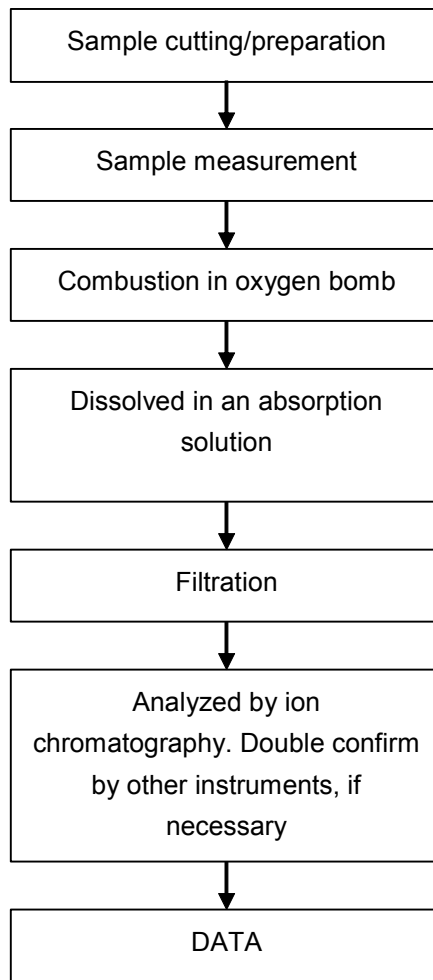 Sample cutting/preparation
Sample measurement
Combustion in oxygen bomb
Dissolved in an absorption
solution
Filtration
Analyzed by ion
chromatography. Double confirm
by other instruments, if
necessary
DATA